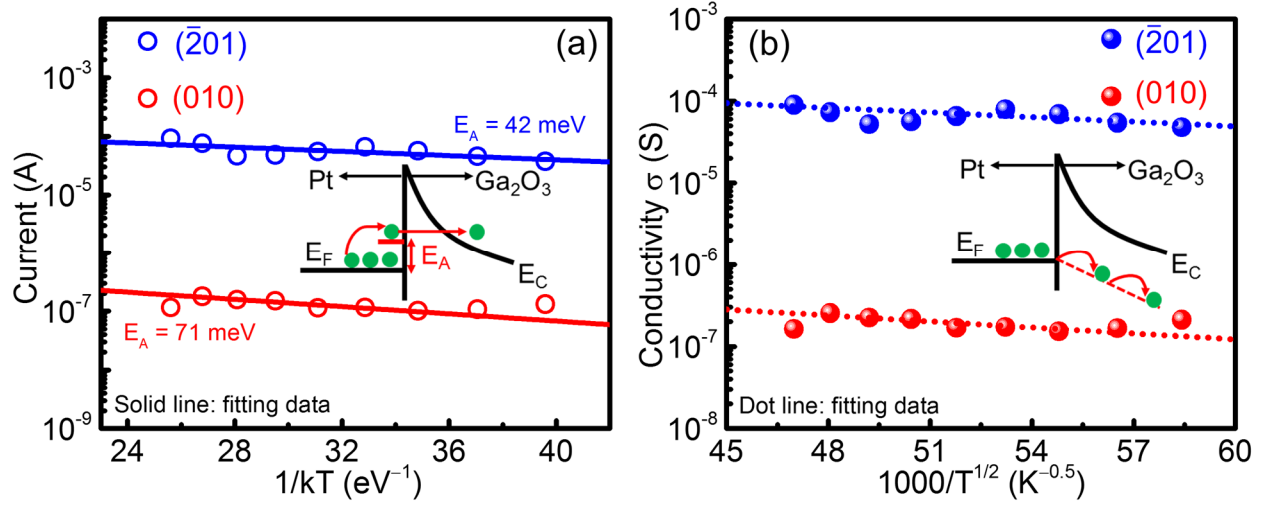 (a)
(2̅01)
(010)
E_A = 42 meV
Pt
Ga₂O₃
E_F
E_A
E_C
E_A = 71 meV
Solid line: fitting data
Current (A)
10⁻³
10⁻⁵
10⁻⁷
10⁻⁹
24 28 32 36 40
1/kT (eV⁻¹)
(b)
(2̅01)
(010)
Pt
Ga₂O₃
E_F
E_C
Dot line: fitting data
Conductivity σ (S)
10⁻³
10⁻⁴
10⁻⁵
10⁻⁶
10⁻⁷
10⁻⁸
45 48 51 54 57 60
1000/T^{1/2} (K^{−0.5})